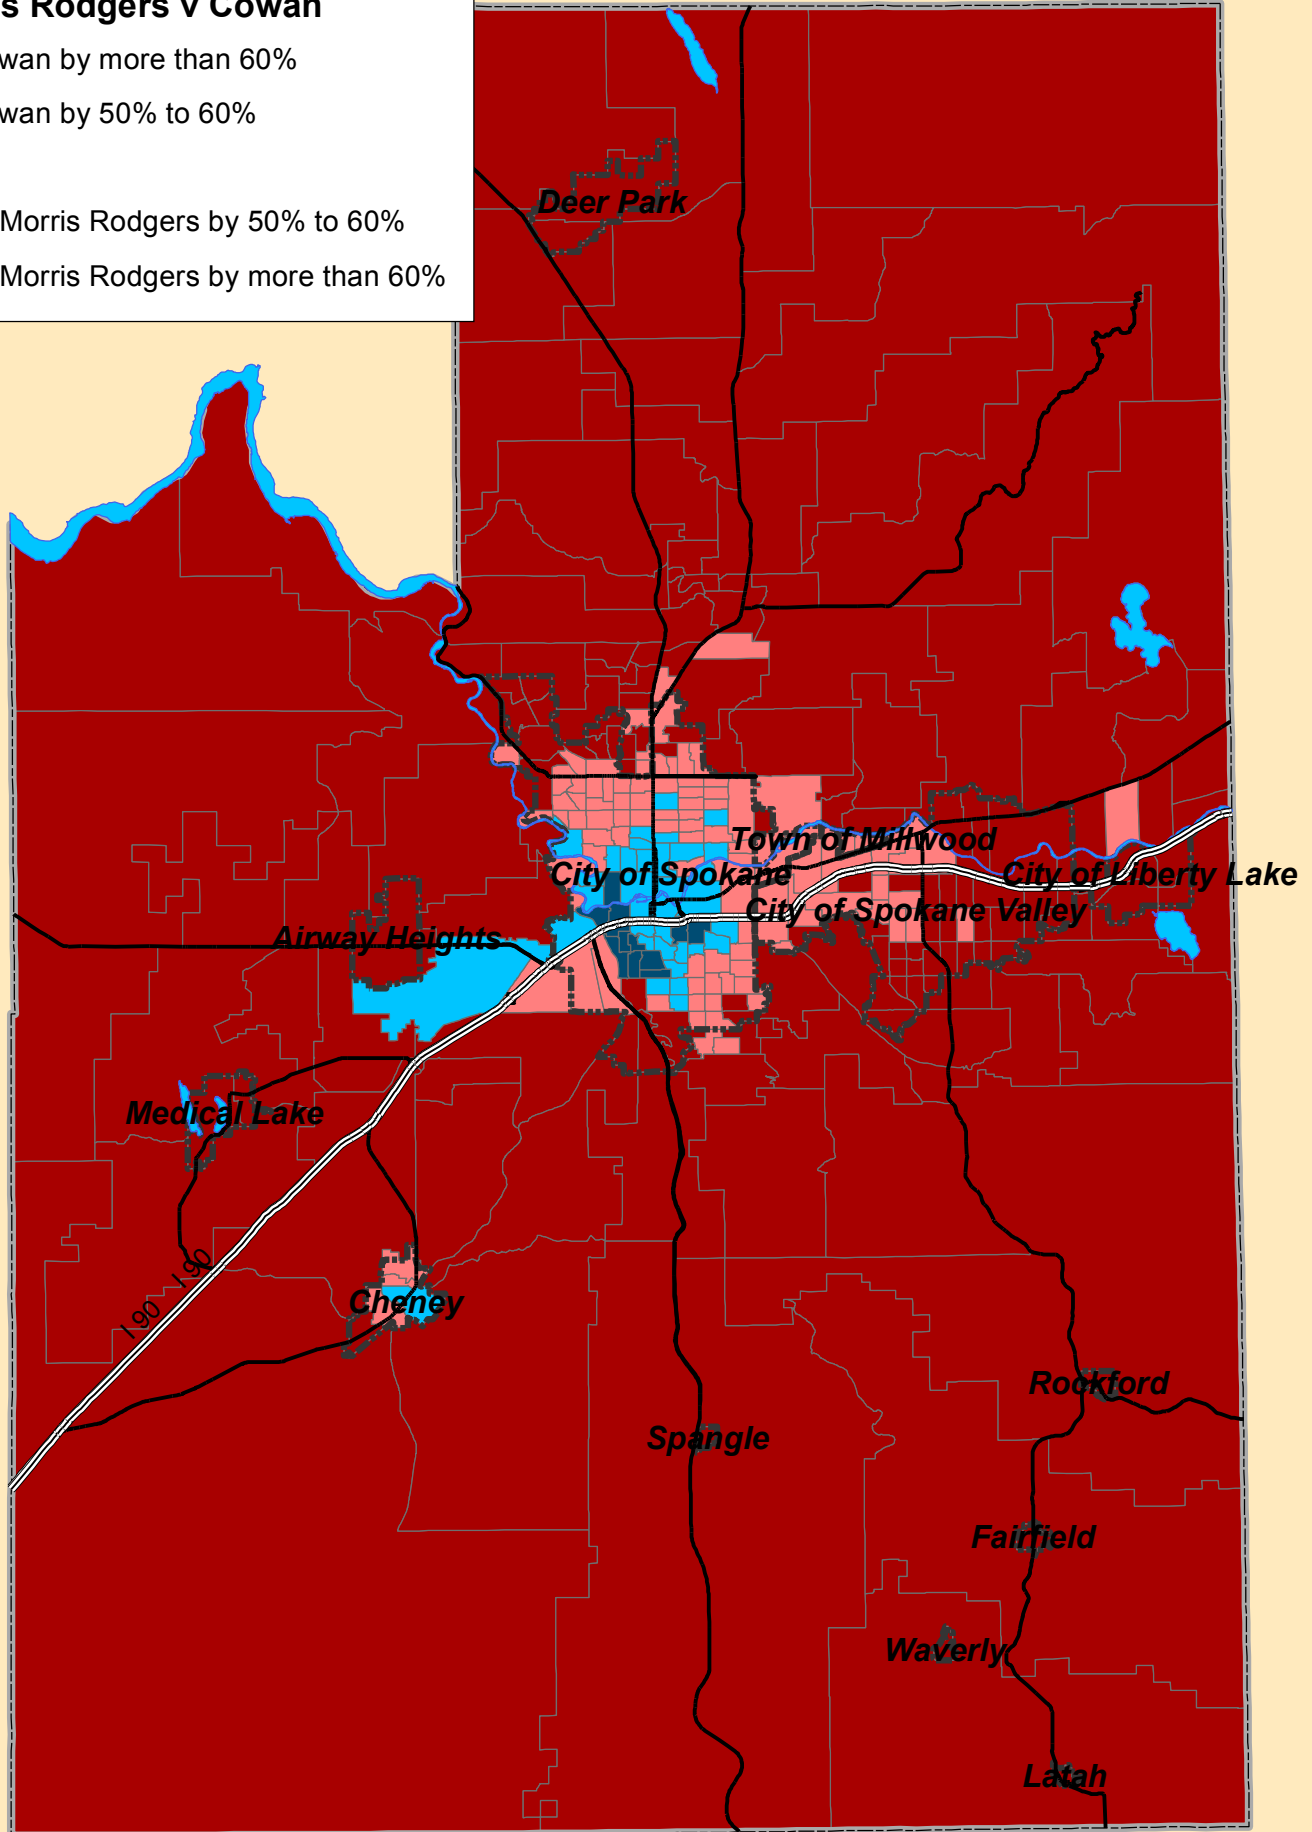 s Rodgers v Cowan
wan by more than 60%
wan by 50% to 60%
Morris Rodgers by 50% to 60%
Morris Rodgers by more than 60%
Deer Park
Town of Millwood
City of Spokane
City of Liberty Lake
City of Spokane Valley
Airway Heights
Medical Lake
I 90
I 90
Cheney
Rockford
Spangle
Fairfield
Waverly
Latah